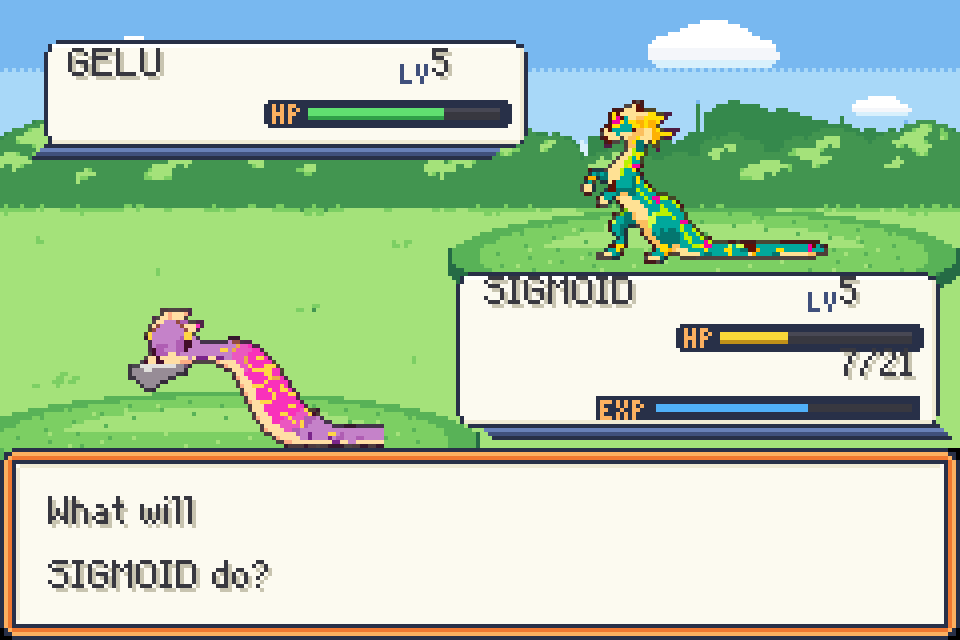 GELU Lv5
HP
SIGMOID Lv5
HP
7/21
EXP
What will
SIGMOID do?